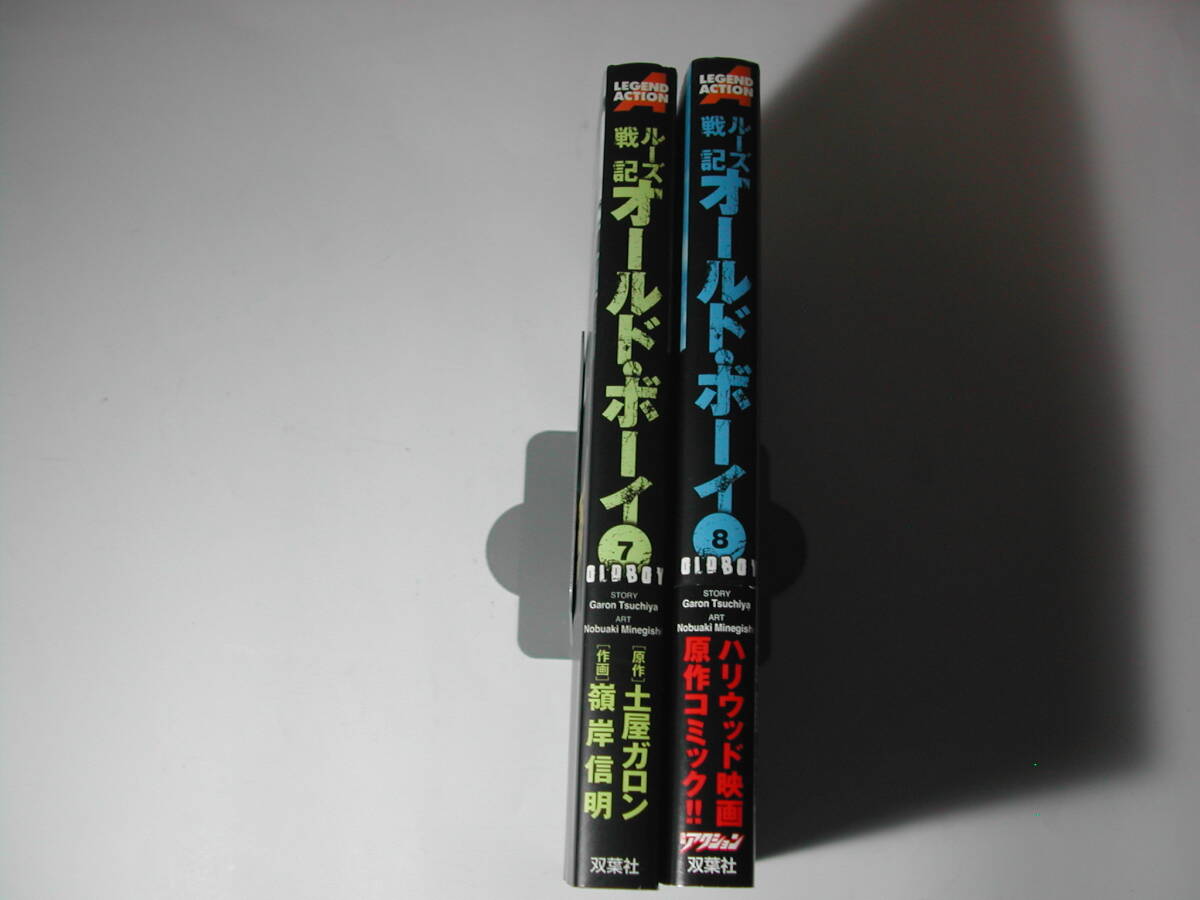 LEGEND
ACTION
ルーズ
戦記
オールド・ボーイ
7
OLDBOY
STORY
Garon Tsuchiya
ART
Nobuaki Minegishi
[原作]土屋ガロン
[作画]嶺岸信明
双葉社
LEGEND
ACTION
ルーズ
戦記
オールド・ボーイ
8
OLDBOY
STORY
Garon Tsuchiya
ART
Nobuaki Minegishi
ハリウッド映画
原作コミック!!
アクション
双葉社